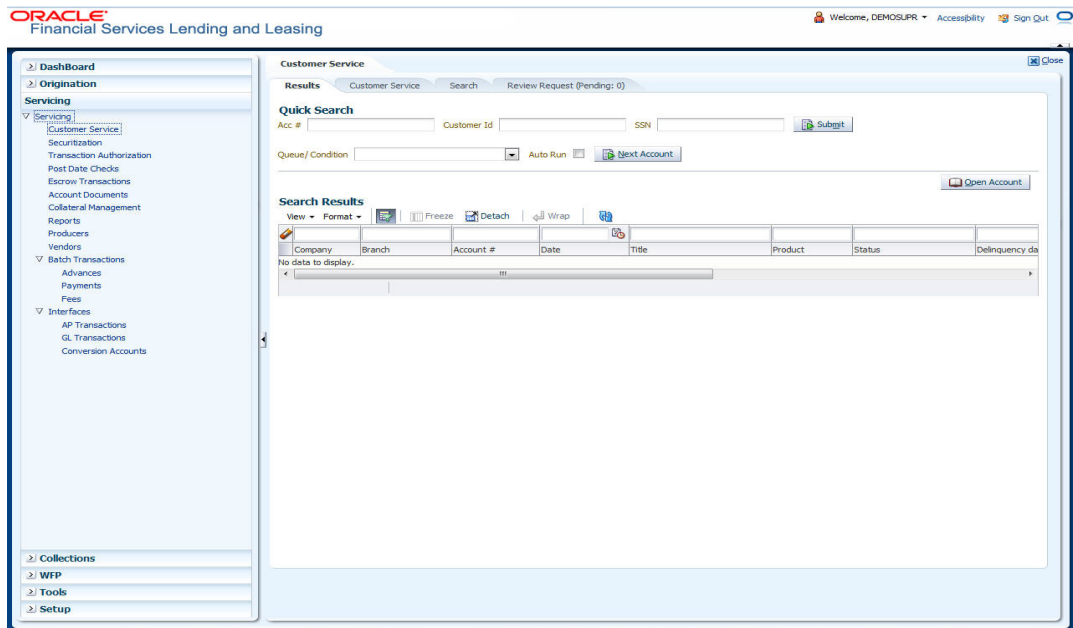 ORACLE
Financial Services Lending and Leasing
Welcome, DEMOSUPR Accessibility Sign Out
Close
DashBoard
Origination
Servicing
Servicing
Customer Service
Securitization
Transaction Authorization
Post Date Checks
Escrow Transactions
Account Documents
Collateral Management
Reports
Producers
Vendors
Batch Transactions
Advances
Payments
Fees
Interfaces
AP Transactions
GL Transactions
Conversion Accounts
Collections
WFP
Tools
Setup
Customer Service
Results Customer Service Search Review Request (Pending: 0)
Quick Search
Acc # Customer Id SSN Submit
Queue/ Condition Auto Run Next Account
Open Account
Search Results
View Format Freeze Detach Wrap
Company Branch Account # Date Title Product Status Delinquency da
No data to display.